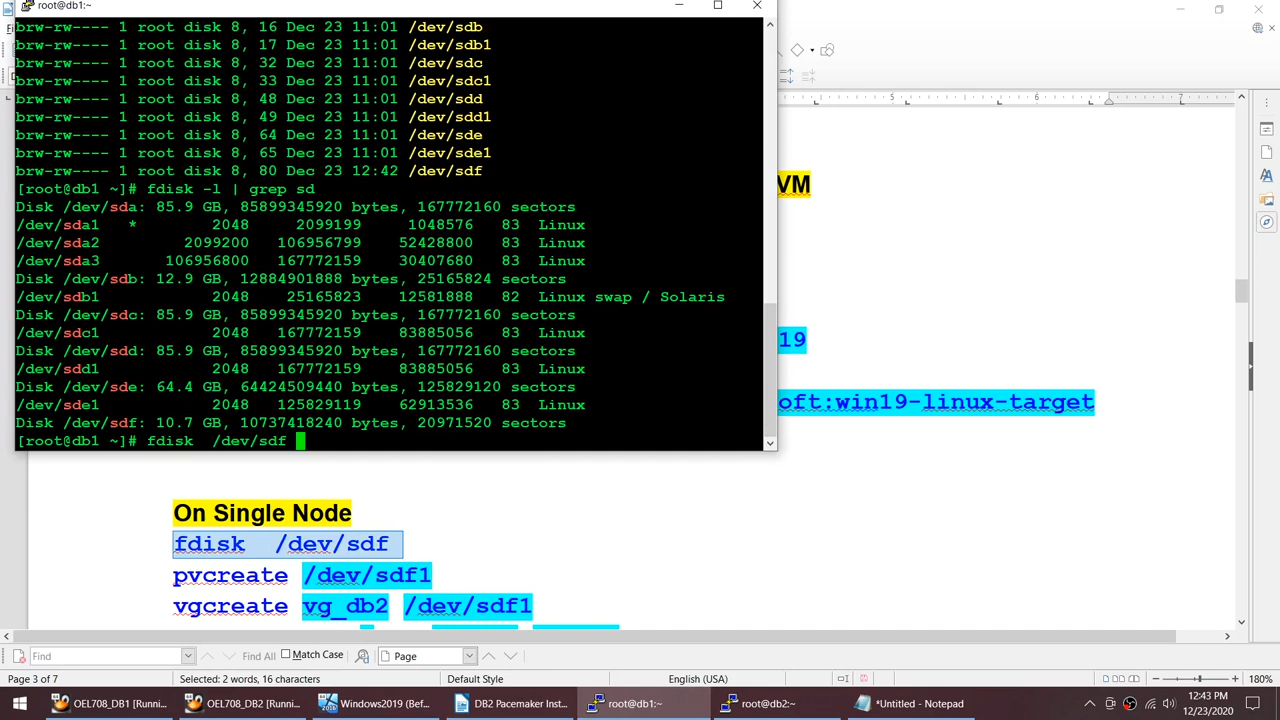 root@db1:~
brw-rw---- 1 root disk 8, 16 Dec 23 11:01 /dev/sdb
brw-rw---- 1 root disk 8, 17 Dec 23 11:01 /dev/sdb1
brw-rw---- 1 root disk 8, 32 Dec 23 11:01 /dev/sdc
brw-rw---- 1 root disk 8, 33 Dec 23 11:01 /dev/sdc1
brw-rw---- 1 root disk 8, 48 Dec 23 11:01 /dev/sdd
brw-rw---- 1 root disk 8, 49 Dec 23 11:01 /dev/sdd1
brw-rw---- 1 root disk 8, 64 Dec 23 11:01 /dev/sde
brw-rw---- 1 root disk 8, 65 Dec 23 11:01 /dev/sde1
brw-rw---- 1 root disk 8, 80 Dec 23 12:42 /dev/sdf
[root@db1 ~]# fdisk -l | grep sd
Disk /dev/sda: 85.9 GB, 85899345920 bytes, 167772160 sectors
/dev/sda1 * 2048 2099199 1048576 83 Linux
/dev/sda2 2099200 106956799 52428800 83 Linux
/dev/sda3 106956800 167772159 30407680 83 Linux
Disk /dev/sdb: 12.9 GB, 12884901888 bytes, 25165824 sectors
/dev/sdb1 2048 25165823 12581888 82 Linux swap / Solaris
Disk /dev/sdc: 85.9 GB, 85899345920 bytes, 167772160 sectors
/dev/sdc1 2048 167772159 83885056 83 Linux
Disk /dev/sdd: 85.9 GB, 85899345920 bytes, 167772160 sectors
/dev/sdd1 2048 167772159 83885056 83 Linux
Disk /dev/sde: 64.4 GB, 64424509440 bytes, 125829120 sectors
/dev/sde1 2048 125829119 62913536 83 Linux
Disk /dev/sdf: 10.7 GB, 10737418240 bytes, 20971520 sectors
[root@db1 ~]# fdisk /dev/sdf
5 6 7
VM
19
oft:win19-linux-target
On Single Node
fdisk /dev/sdf
pvcreate /dev/sdf1
vgcreate vg_db2 /dev/sdf1
Find Find All Match Case Page
Page 3 of 7 Selected: 2 words, 16 characters Default Style English (USA) 180%
OEL708_DB1 [Runni... OEL708_DB2 [Runni... Windows2019 (Bef... DB2 Pacemaker Inst... root@db1:~ root@db2:~ *Untitled - Notepad
12:43 PM
12/23/2020